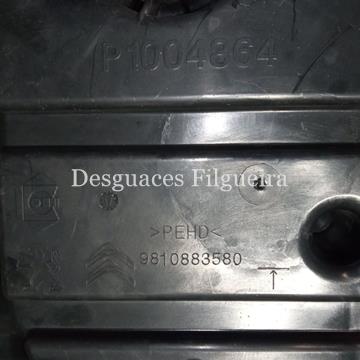 P1004864
Desguaces Filgueira
>PEHD<
9810883580